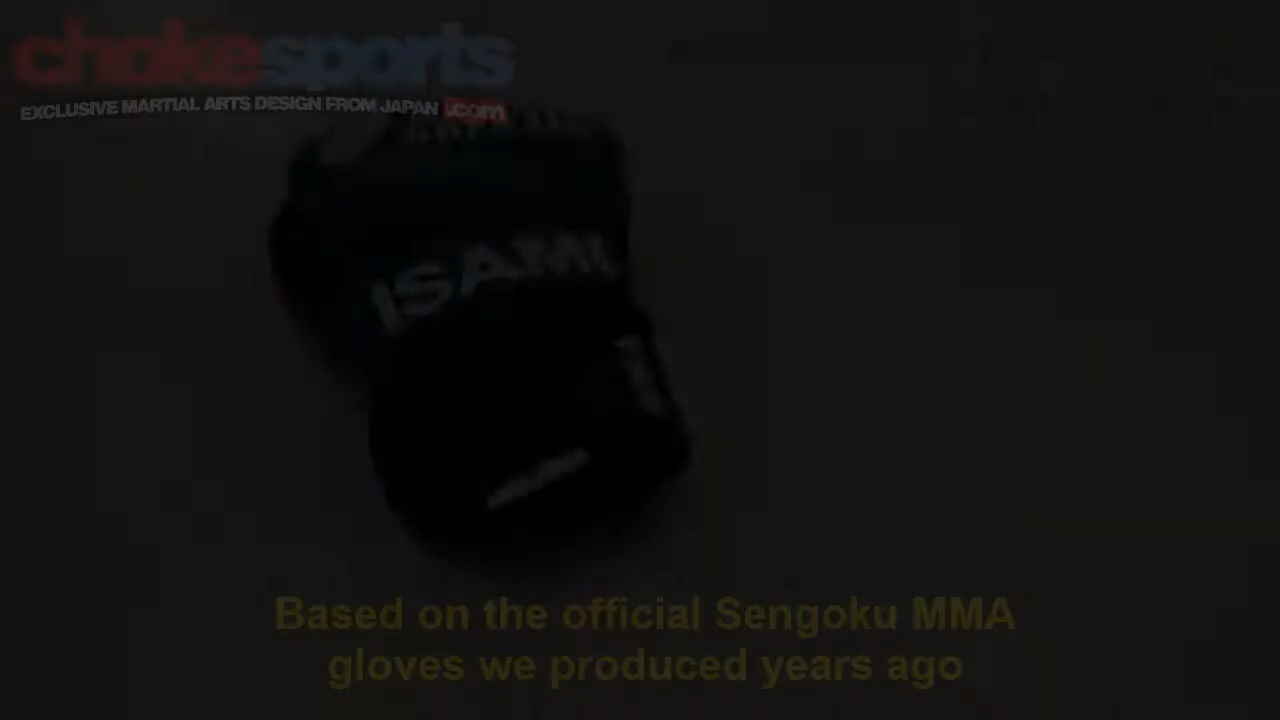 chokesports
EXCLUSIVE MARTIAL ARTS DESIGN FROM JAPAN .com
ISAMI
Based on the official Sengoku MMA
gloves we produced years ago